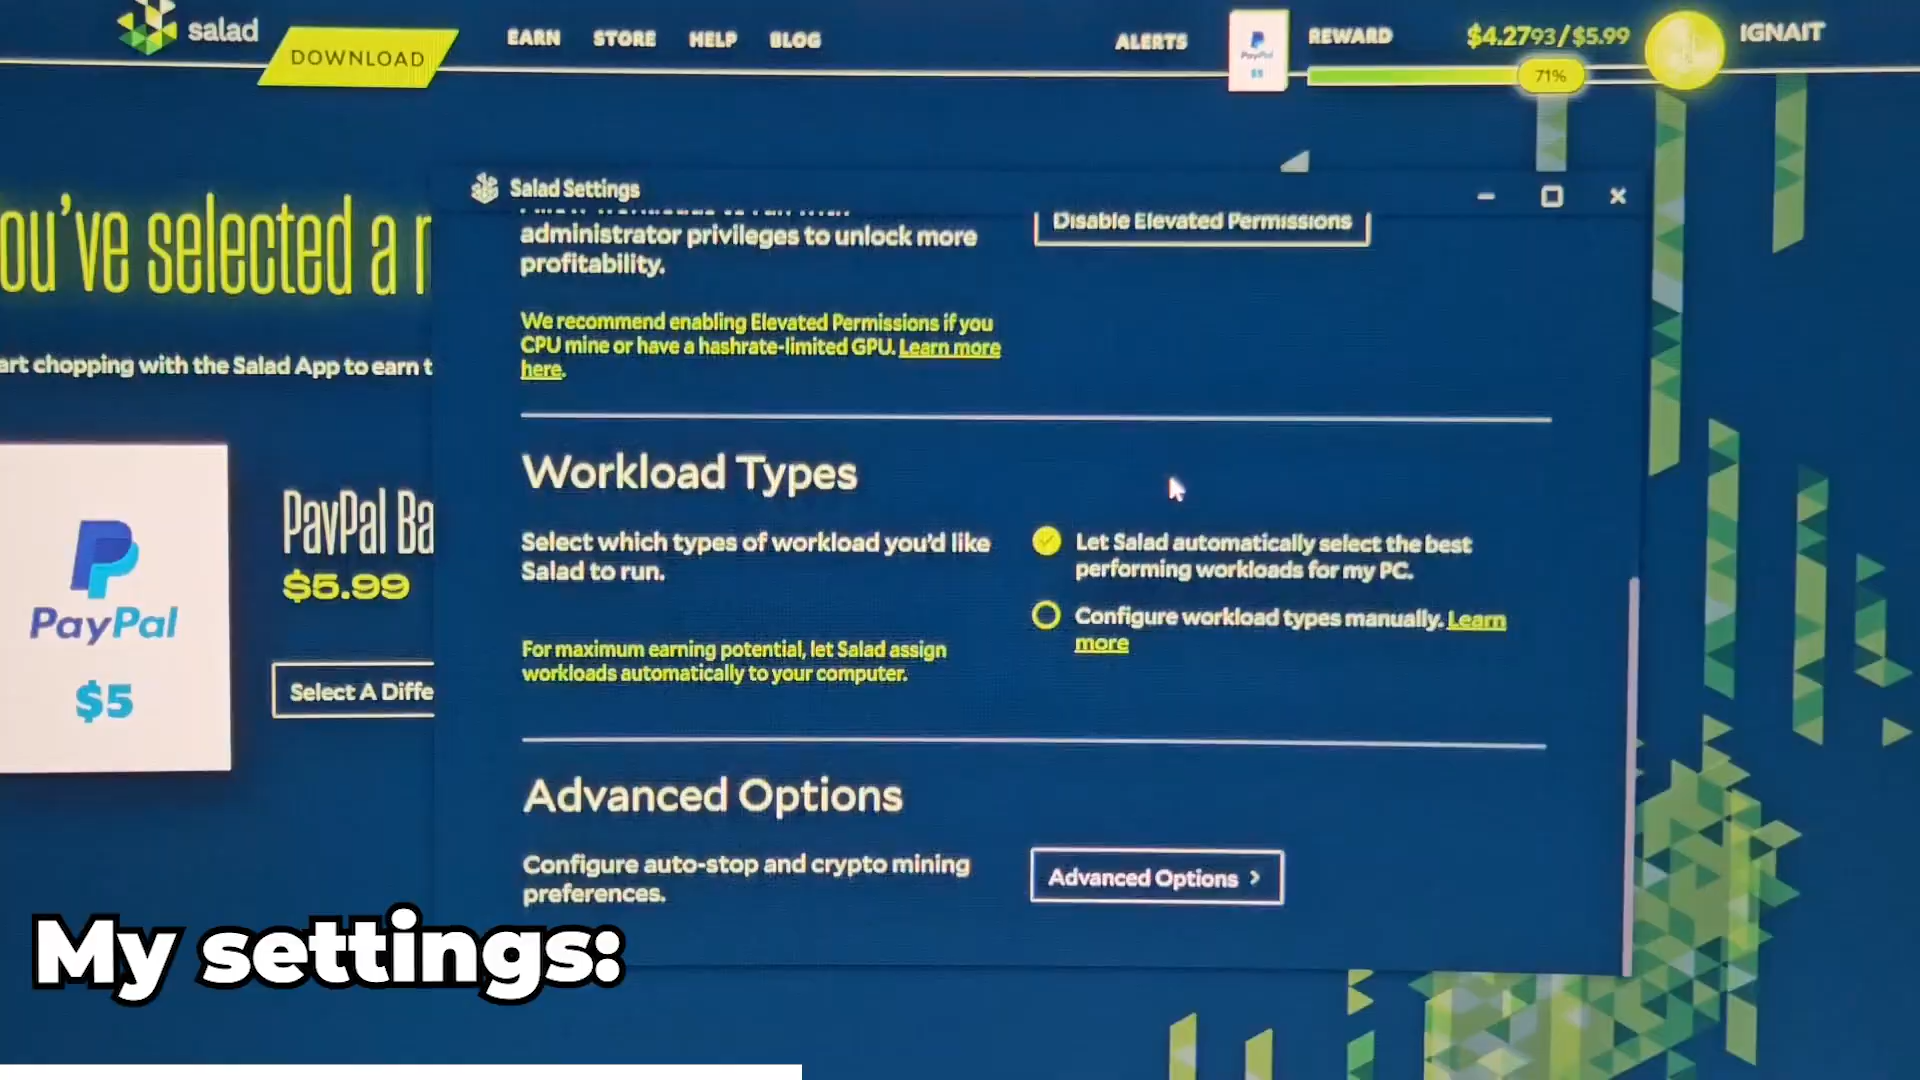 salad
DOWNLOAD
EARN
STORE
HELP
BLOG
ALERTS
PayPal
$5
REWARD
$4.2793/$5.99
71%
IGNAIT
ou've selected a
art chopping with the Salad App to earn t
PayPal
$5
PayPal Ba
$5.99
Select A Diffe
Salad Settings
administrator privileges to unlock more
profitability.
Disable Elevated Permissions
We recommend enabling Elevated Permissions if you
CPU mine or have a hashrate-limited GPU. Learn more
here.
Workload Types
Select which types of workload you'd like
Salad to run.
For maximum earning potential, let Salad assign
workloads automatically to your computer.
Let Salad automatically select the best
performing workloads for my PC.
Configure workload types manually. Learn
more
Advanced Options
Configure auto-stop and crypto mining
preferences.
Advanced Options >
My settings: